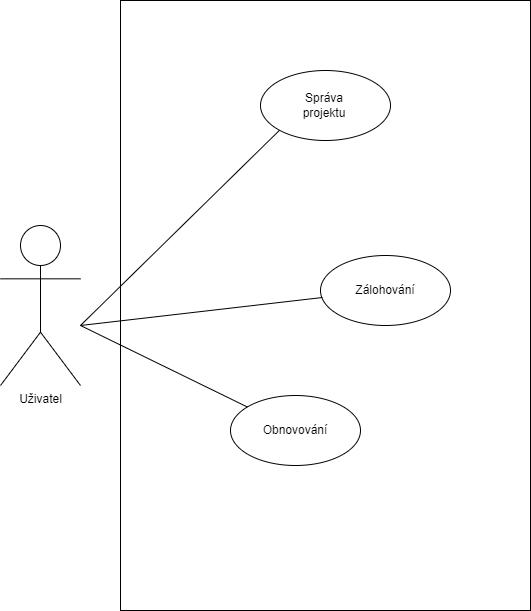 Správa
projektu
Zálohování
Uživatel
Obnovování